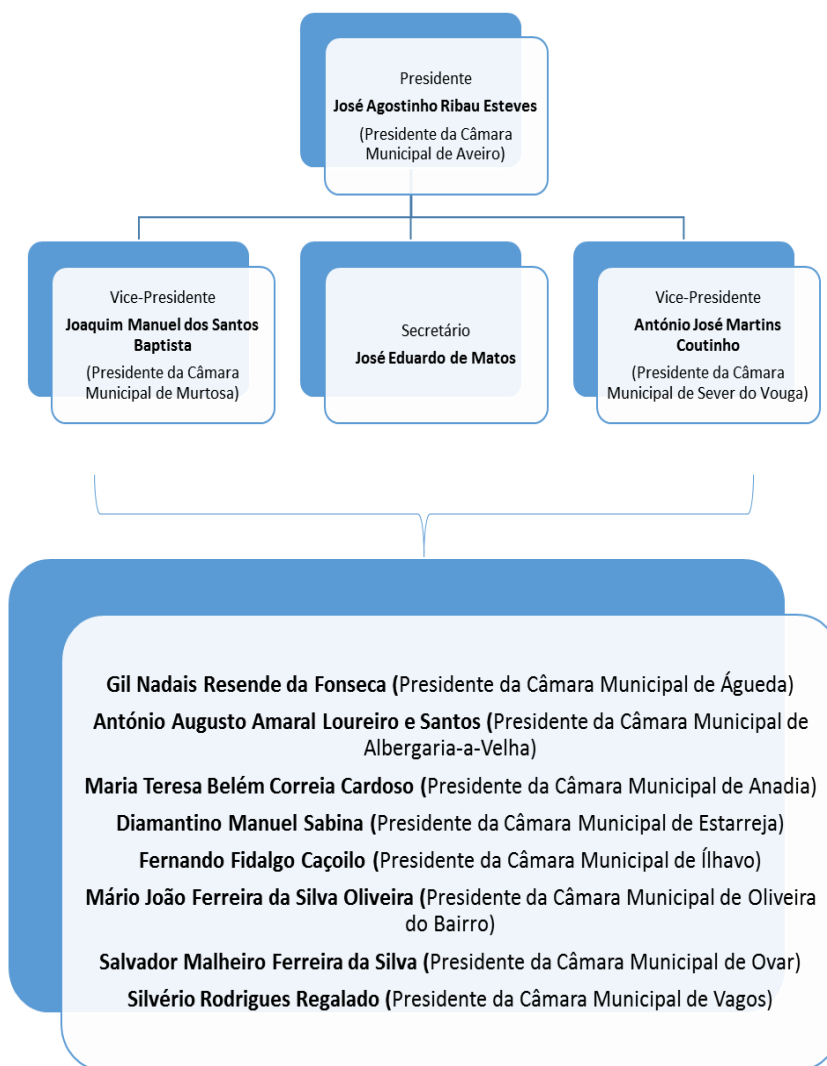 Presidente
José Agostinho Ribau Esteves
(Presidente da Câmara
Municipal de Aveiro)
Vice-Presidente
Joaquim Manuel dos Santos
Baptista
(Presidente da Câmara
Municipal de Murtosa)
Secretário
José Eduardo de Matos
Vice-Presidente
António José Martins
Coutinho
(Presidente da Câmara
Municipal de Sever do Vouga)
Gil Nadais Resende da Fonseca (Presidente da Câmara Municipal de Águeda)
António Augusto Amaral Loureiro e Santos (Presidente da Câmara Municipal de
Albergaria-a-Velha)
Maria Teresa Belém Correia Cardoso (Presidente da Câmara Municipal de Anadia)
Diamantino Manuel Sabina (Presidente da Câmara Municipal de Estarreja)
Fernando Fidalgo Caçoilo (Presidente da Câmara Municipal de Ílhavo)
Mário João Ferreira da Silva Oliveira (Presidente da Câmara Municipal de Oliveira
do Bairro)
Salvador Malheiro Ferreira da Silva (Presidente da Câmara Municipal de Ovar)
Silvério Rodrigues Regalado (Presidente da Câmara Municipal de Vagos)